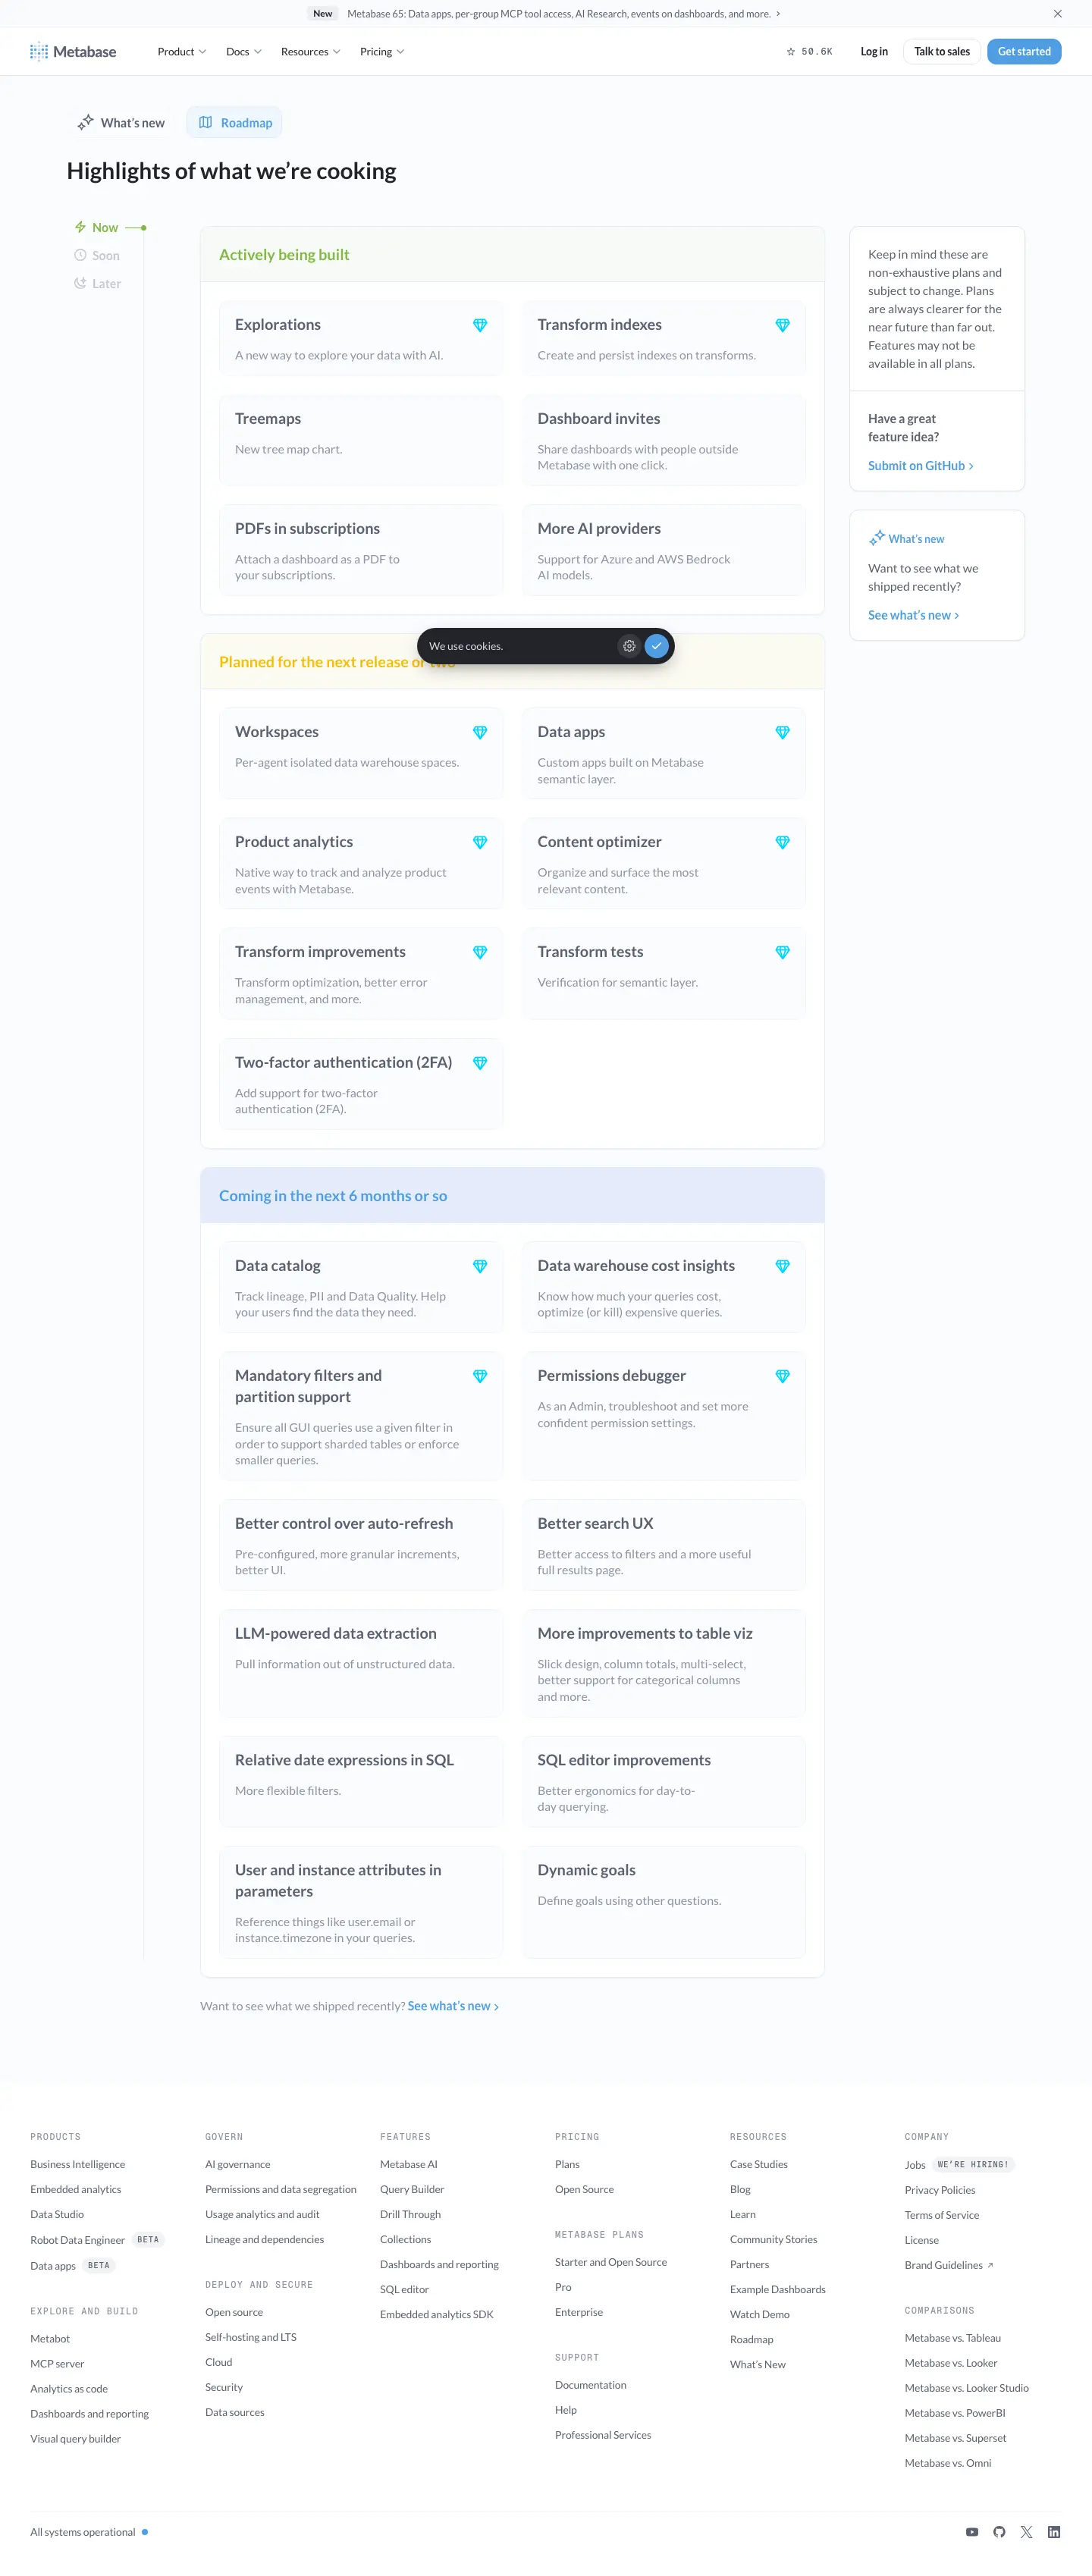 New Metabase 65: Data apps, per-group MCP tool access, AI Research, events on dashboards, and more.
Metabase
Product
Docs
Resources
Pricing
50.6K
Log in
Talk to sales
Get started
What's new
Roadmap
Highlights of what we're cooking
Now
Soon
Later
Actively being built
Explorations
A new way to explore your data with AI.
Transform indexes
Create and persist indexes on transforms.
Treemaps
New tree map chart.
Dashboard invites
Share dashboards with people outside
Metabase with one click.
PDFs in subscriptions
Attach a dashboard as a PDF to
your subscriptions.
More AI providers
Support for Azure and AWS Bedrock
AI models.
Keep in mind these are
non-exhaustive plans and
subject to change. Plans
are always clearer for the
near future than far out.
Features may not be
available in all plans.
Have a great
feature idea?
Submit on GitHub
What's new
Want to see what we
shipped recently?
See what's new
We use cookies.
Planned for the next release or two
Workspaces
Per-agent isolated data warehouse spaces.
Data apps
Custom apps built on Metabase
semantic layer.
Product analytics
Native way to track and analyze product
events with Metabase.
Content optimizer
Organize and surface the most
relevant content.
Transform improvements
Transform optimization, better error
management, and more.
Transform tests
Verification for semantic layer.
Two-factor authentication (2FA)
Add support for two-factor
authentication (2FA).
Coming in the next 6 months or so
Data catalog
Track lineage, PII and Data Quality. Help
your users find the data they need.
Data warehouse cost insights
Know how much your queries cost,
optimize (or kill) expensive queries.
Mandatory filters and
partition support
Ensure all GUI queries use a given filter in
order to support sharded tables or enforce
smaller queries.
Permissions debugger
As an Admin, troubleshoot and set more
confident permission settings.
Better control over auto-refresh
Pre-configured, more granular increments,
better UI.
Better search UX
Better access to filters and a more useful
full results page.
LLM-powered data extraction
Pull information out of unstructured data.
More improvements to table viz
Slick design, column totals, multi-select,
better support for categorical columns
and more.
Relative date expressions in SQL
More flexible filters.
SQL editor improvements
Better ergonomics for day-to-
day querying.
User and instance attributes in
parameters
Reference things like user.email or
instance.timezone in your queries.
Dynamic goals
Define goals using other questions.
Want to see what we shipped recently? See what's new
PRODUCTS
Business Intelligence
Embedded analytics
Data Studio
Robot Data Engineer BETA
Data apps BETA
EXPLORE AND BUILD
Metabot
MCP server
Analytics as code
Dashboards and reporting
Visual query builder
GOVERN
AI governance
Permissions and data segregation
Usage analytics and audit
Lineage and dependencies
DEPLOY AND SECURE
Open source
Self-hosting and LTS
Cloud
Security
Data sources
FEATURES
Metabase AI
Query Builder
Drill Through
Collections
Dashboards and reporting
SQL editor
Embedded analytics SDK
PRICING
Plans
Open Source
METABASE PLANS
Starter and Open Source
Pro
Enterprise
SUPPORT
Documentation
Help
Professional Services
RESOURCES
Case Studies
Blog
Learn
Community Stories
Partners
Example Dashboards
Watch Demo
Roadmap
What's New
COMPANY
Jobs WE'RE HIRING!
Privacy Policies
Terms of Service
License
Brand Guidelines
COMPARISONS
Metabase vs. Tableau
Metabase vs. Looker
Metabase vs. Looker Studio
Metabase vs. PowerBI
Metabase vs. Superset
Metabase vs. Omni
All systems operational